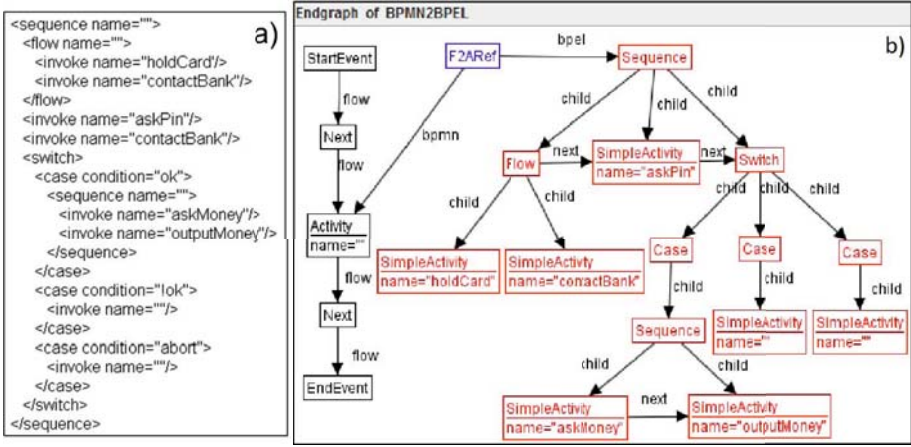 <sequence name="">
<flow name="">
<invoke name="holdCard"/>
<invoke name="contactBank"/>
</flow>
<invoke name="askPin"/>
<invoke name="contactBank"/>
<switch>
<case condition="ok">
<sequence name="">
<invoke name="askMoney"/>
<invoke name="outputMoney"/>
</sequence>
</case>
<case condition="!ok">
<invoke name=""/>
</case>
<case condition="abort">
<invoke name=""/>
</case>
</switch>
</sequence>
a)
Endgraph of BPMN2BPEL
b)
StartEvent
F2ARef
bpel
Sequence
flow
bpmn
child
child
child
Next
flow
Flow
next
SimpleActivity
name="askPin"
next
Switch
child
child
child
child
child
Activity
name=""
SimpleActivity
name="holdCard"
SimpleActivity
name="contactBank"
Case
Case
Case
flow
child
child
child
Next
Sequence
SimpleActivity
name=""
SimpleActivity
name=""
flow
child
child
EndEvent
SimpleActivity
name="askMoney"
next
SimpleActivity
name="outputMoney"